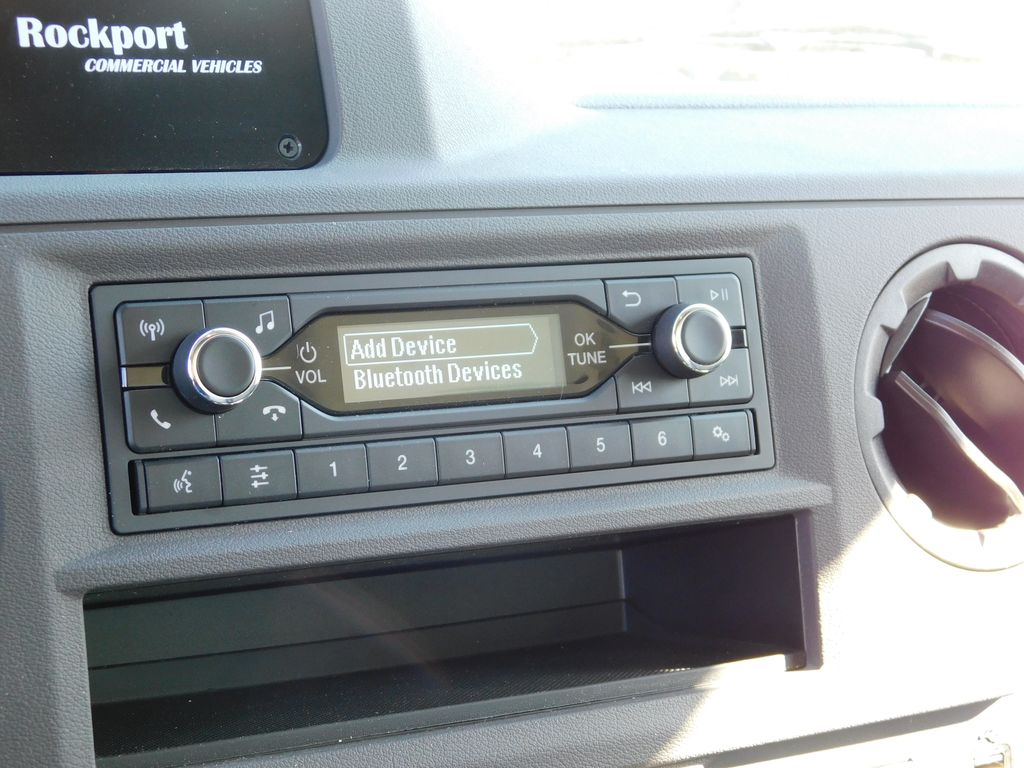 Rockport
COMMERCIAL VEHICLES
VOL
Add Device
Bluetooth Devices
OK
TUNE
1 2 3 4 5 6